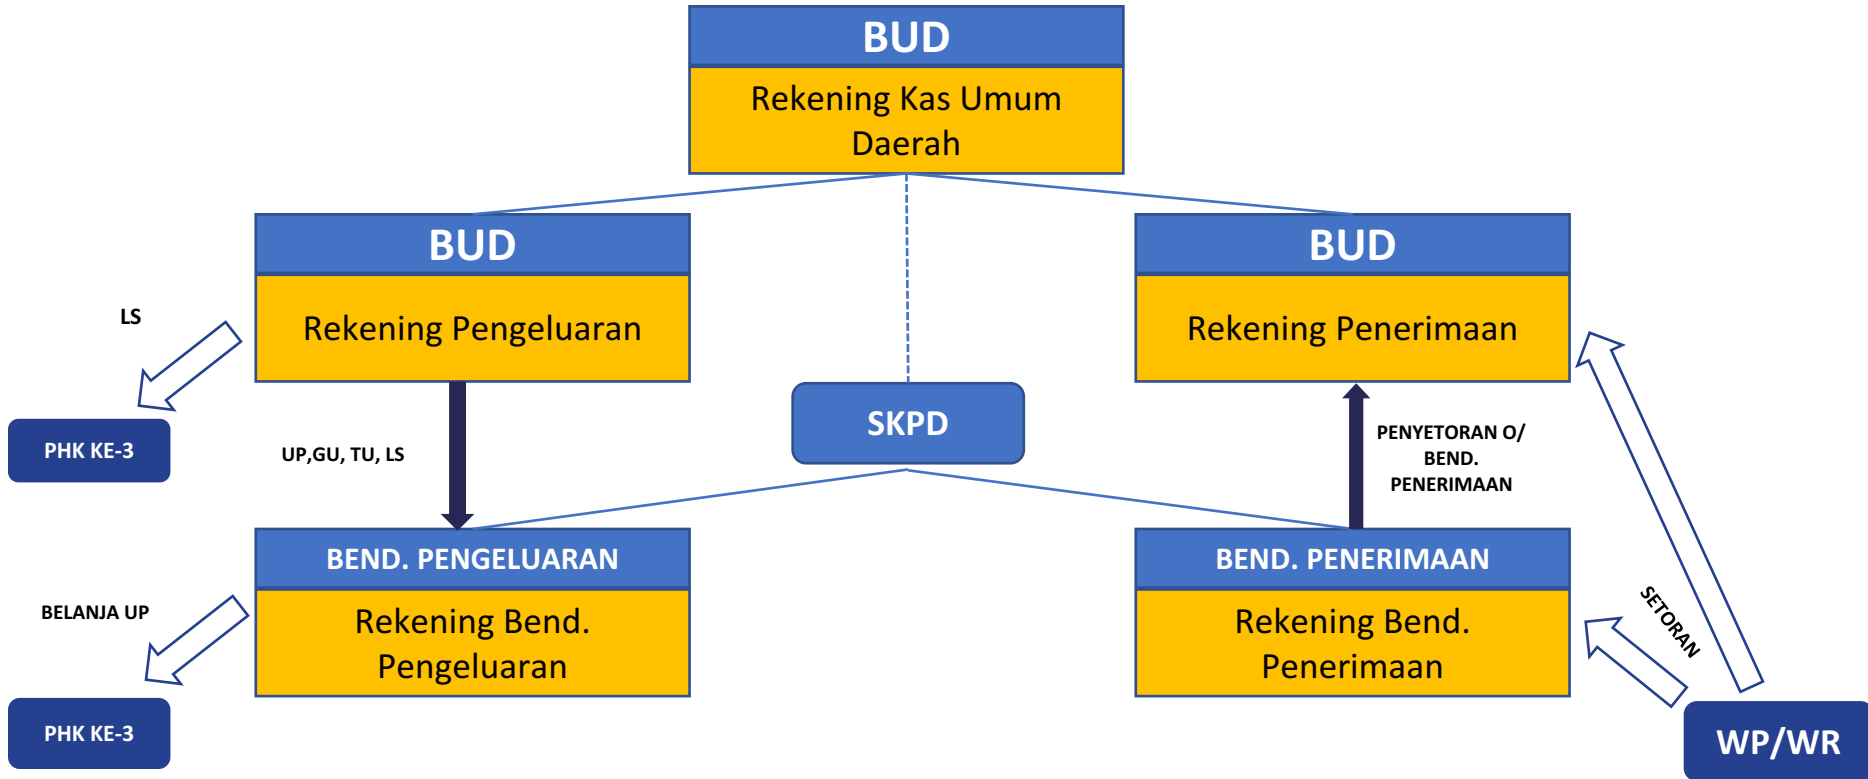 BUD
Rekening Kas Umum
Daerah
BUD
Rekening Pengeluaran
BUD
Rekening Penerimaan
LS
PHK KE-3
UP,GU, TU, LS
SKPD
PENYETORAN O/
BEND.
PENERIMAAN
BEND. PENGELUARAN
Rekening Bend.
Pengeluaran
BEND. PENERIMAAN
Rekening Bend.
Penerimaan
BELANJA UP
PHK KE-3
SETORAN
WP/WR